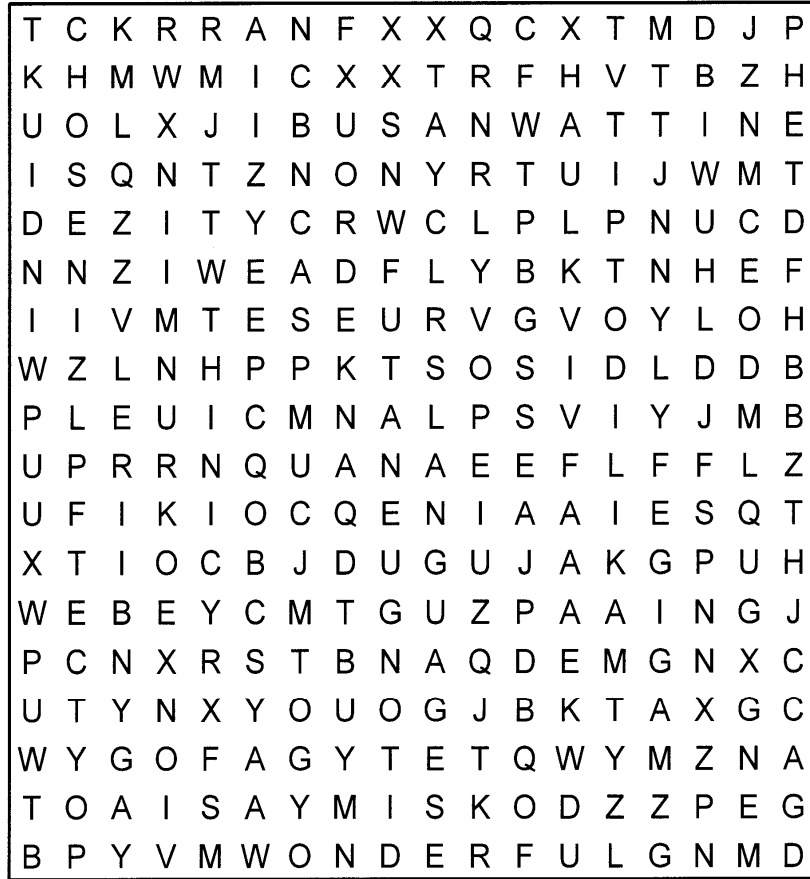 T C K R R A N F X X Q C X T M D J P
K H M W M I C X X T R F H V T B Z H
U O L X J I B U S A N W A T T I N E
I S Q N T Z N O N Y R T U I J W M T
D E Z I T Y C R W C L P L P N U C D
N N Z I W E A D F L Y B K T N H E F
I I V M T E S E U R V G V O Y L O H
W Z L N H P P K T S O S I D L D D B
P L E U I C M N A L P S V I Y J M B
U P R R N Q U A N A E E F L F F L Z
U F I K I O C Q E N I A A I E S Q T
X T I O C B J D U G U J A K G P U H
W E B E Y C M T G U Z P A A I N G J
P C N X R S T B N A Q D E M G N X C
U T Y N X Y O U O G J B K T A X G C
W Y G O F A G Y T E T Q W Y M Z N A
T O A I S A Y M I S K O D Z Z P E G
B P Y V M W O N D E R F U L G N M D